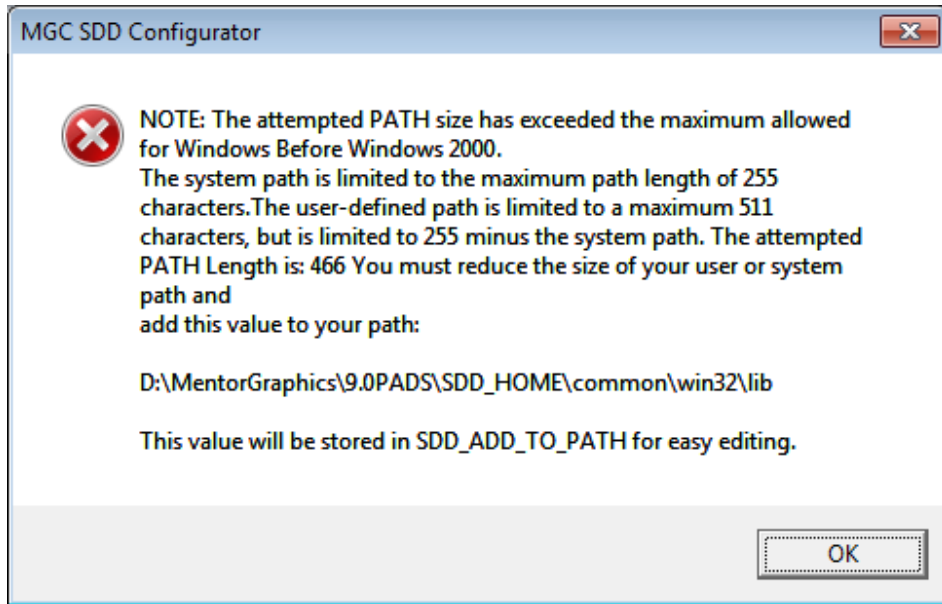 MGC SDD Configurator
NOTE: The attempted PATH size has exceeded the maximum allowed
for Windows Before Windows 2000.
The system path is limited to the maximum path length of 255
characters.The user-defined path is limited to a maximum 511
characters, but is limited to 255 minus the system path. The attempted
PATH Length is: 466 You must reduce the size of your user or system
path and
add this value to your path:
D:\MentorGraphics\9.0PADS\SDD_HOME\common\win32\lib
This value will be stored in SDD_ADD_TO_PATH for easy editing.
OK